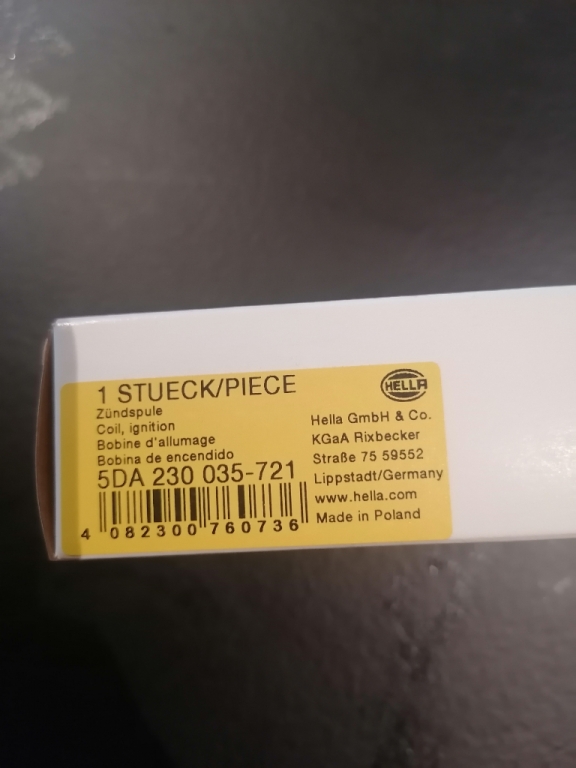 1 STUECK/PIECE
Zündspule
Coil, ignition
Bobine d'allumage
Bobina de encendido
5DA 230 035-721
4 082300 760736
HELLA
Hella GmbH & Co.
KGaA Rixbecker
Straße 75 59552
Lippstadt/Germany
www.hella.com
Made in Poland